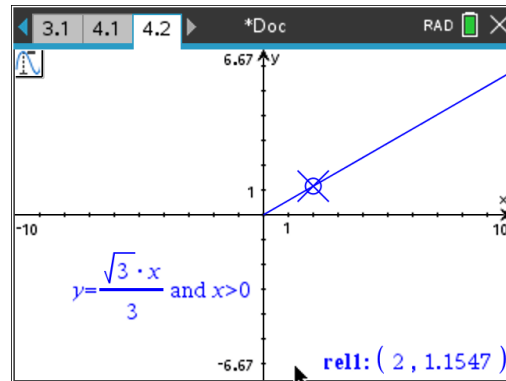 3.1 4.1 4.2 *Doc RAD
6.67 y
1
x
-10 1 10
y=√3·x/3 and x>0
-6.67
rel1: ( 2 , 1.1547 )